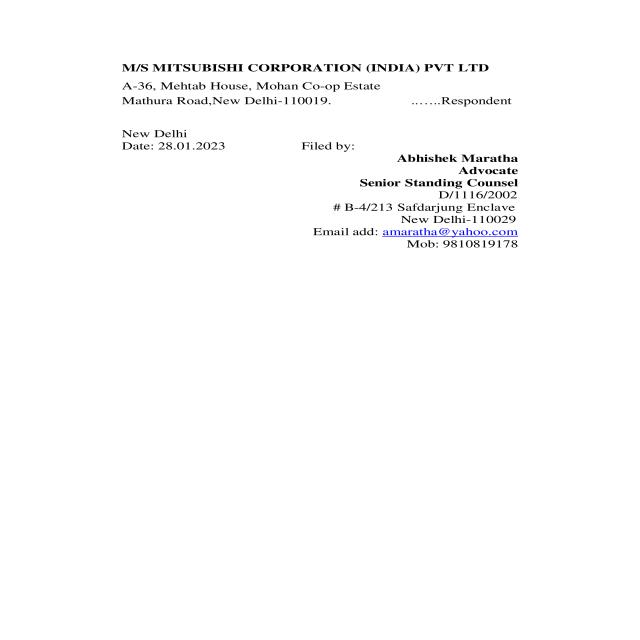 M/S MITSUBISHI CORPORATION (INDIA) PVT LTD
A-36, Mehtab House, Mohan Co-op Estate
Mathura Road,New Delhi-110019. ..…..Respondent
New Delhi
Date: 28.01.2023 Filed by:
Abhishek Maratha
Advocate
Senior Standing Counsel
D/1116/2002
# B-4/213 Safdarjung Enclave
New Delhi-110029
Email add: amaratha@yahoo.com
Mob: 9810819178